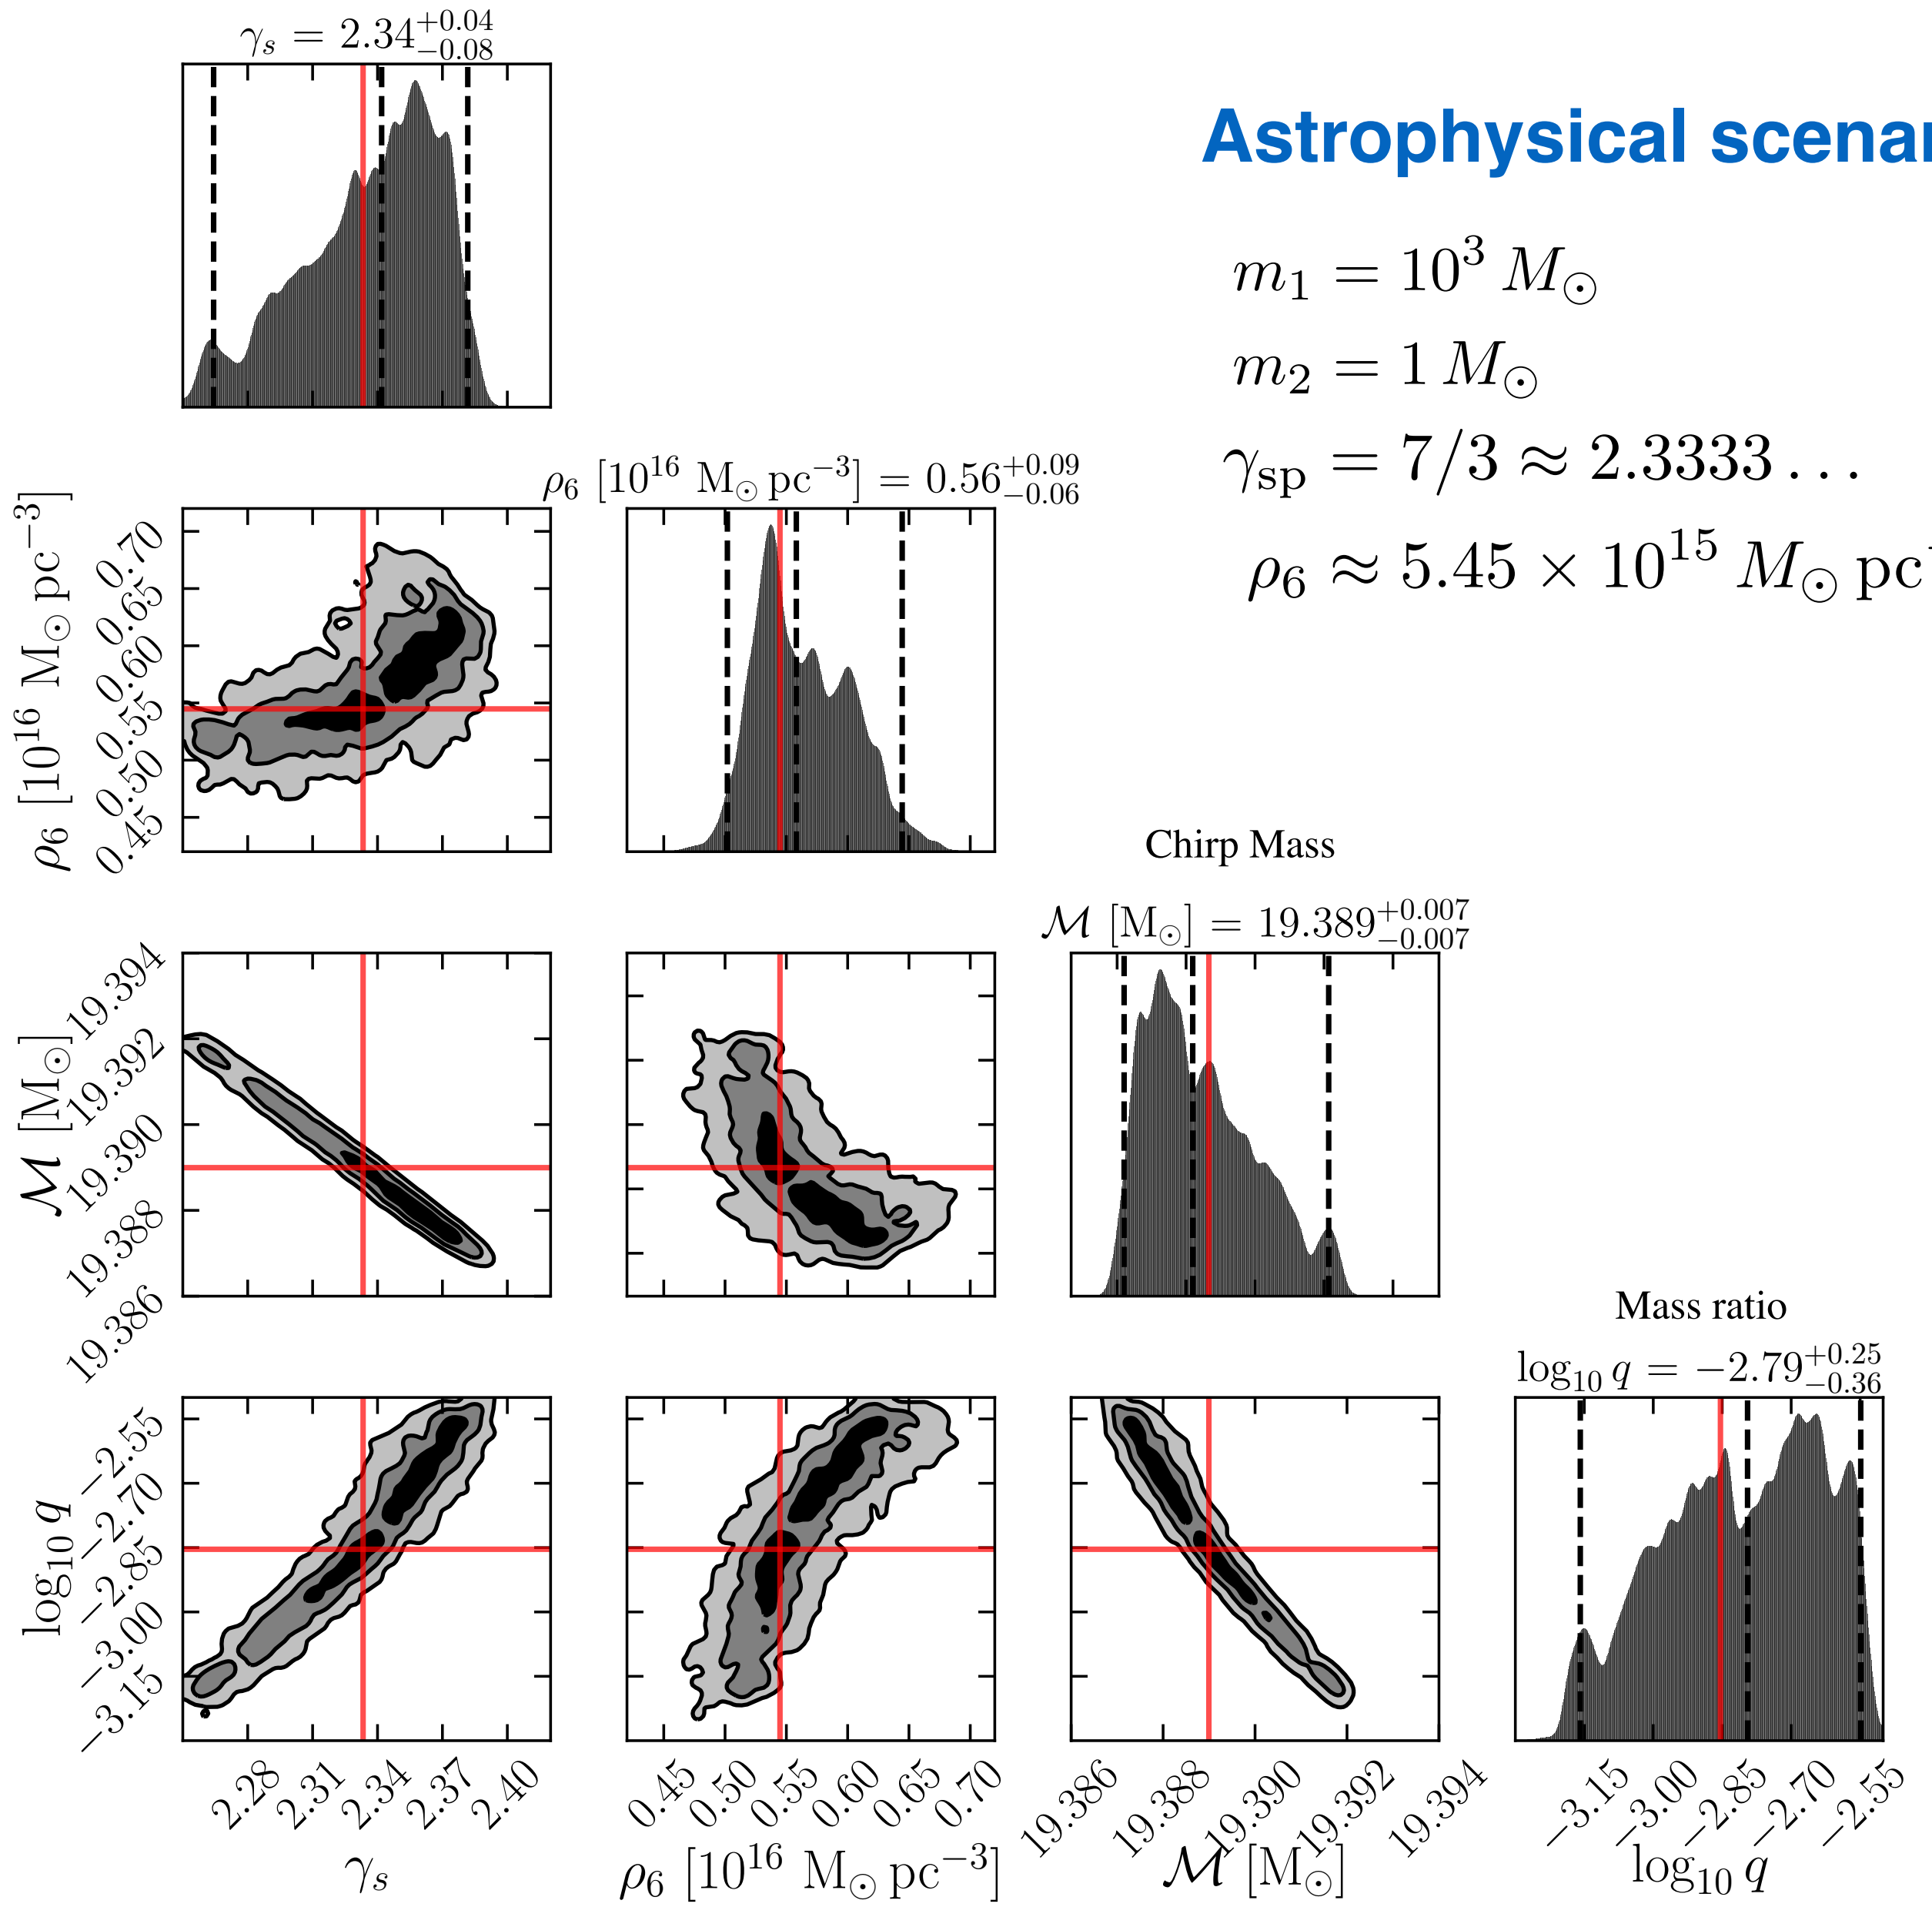 γ_s = 2.34^{+0.04}_{−0.08}
Astrophysical scenar
m_1 = 10^3 M_⊙
m_2 = 1 M_⊙
γ_sp = 7/3 ≈ 2.3333...
ρ_6 ≈ 5.45 × 10^{15} M_⊙ pc
ρ_6 [10^{16} M_⊙ pc^{−3}] = 0.56^{+0.09}_{−0.06}
ρ_6 [10^{16} M_⊙ pc^{−3}]
0.70
0.65
0.60
0.55
0.50
0.45
Chirp Mass
ℳ [M_⊙] = 19.389^{+0.007}_{−0.007}
ℳ [M_⊙]
19.394
19.392
19.390
19.388
19.386
Mass ratio
log_{10} q = −2.79^{+0.25}_{−0.36}
log_{10} q
−2.55
−2.70
−2.85
−3.00
−3.15
2.28 2.31 2.34 2.37 2.40
γ_s
0.45 0.50 0.55 0.60 0.65 0.70
ρ_6 [10^{16} M_⊙ pc^{−3}]
19.386 19.388 19.390 19.392 19.394
ℳ [M_⊙]
−3.15 −3.00 −2.85 −2.70 −2.55
log_{10} q